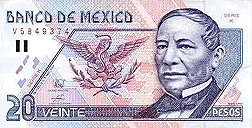 BANCO DE MEXICO
SERIE
V5849374
20 VEINTE PESOS